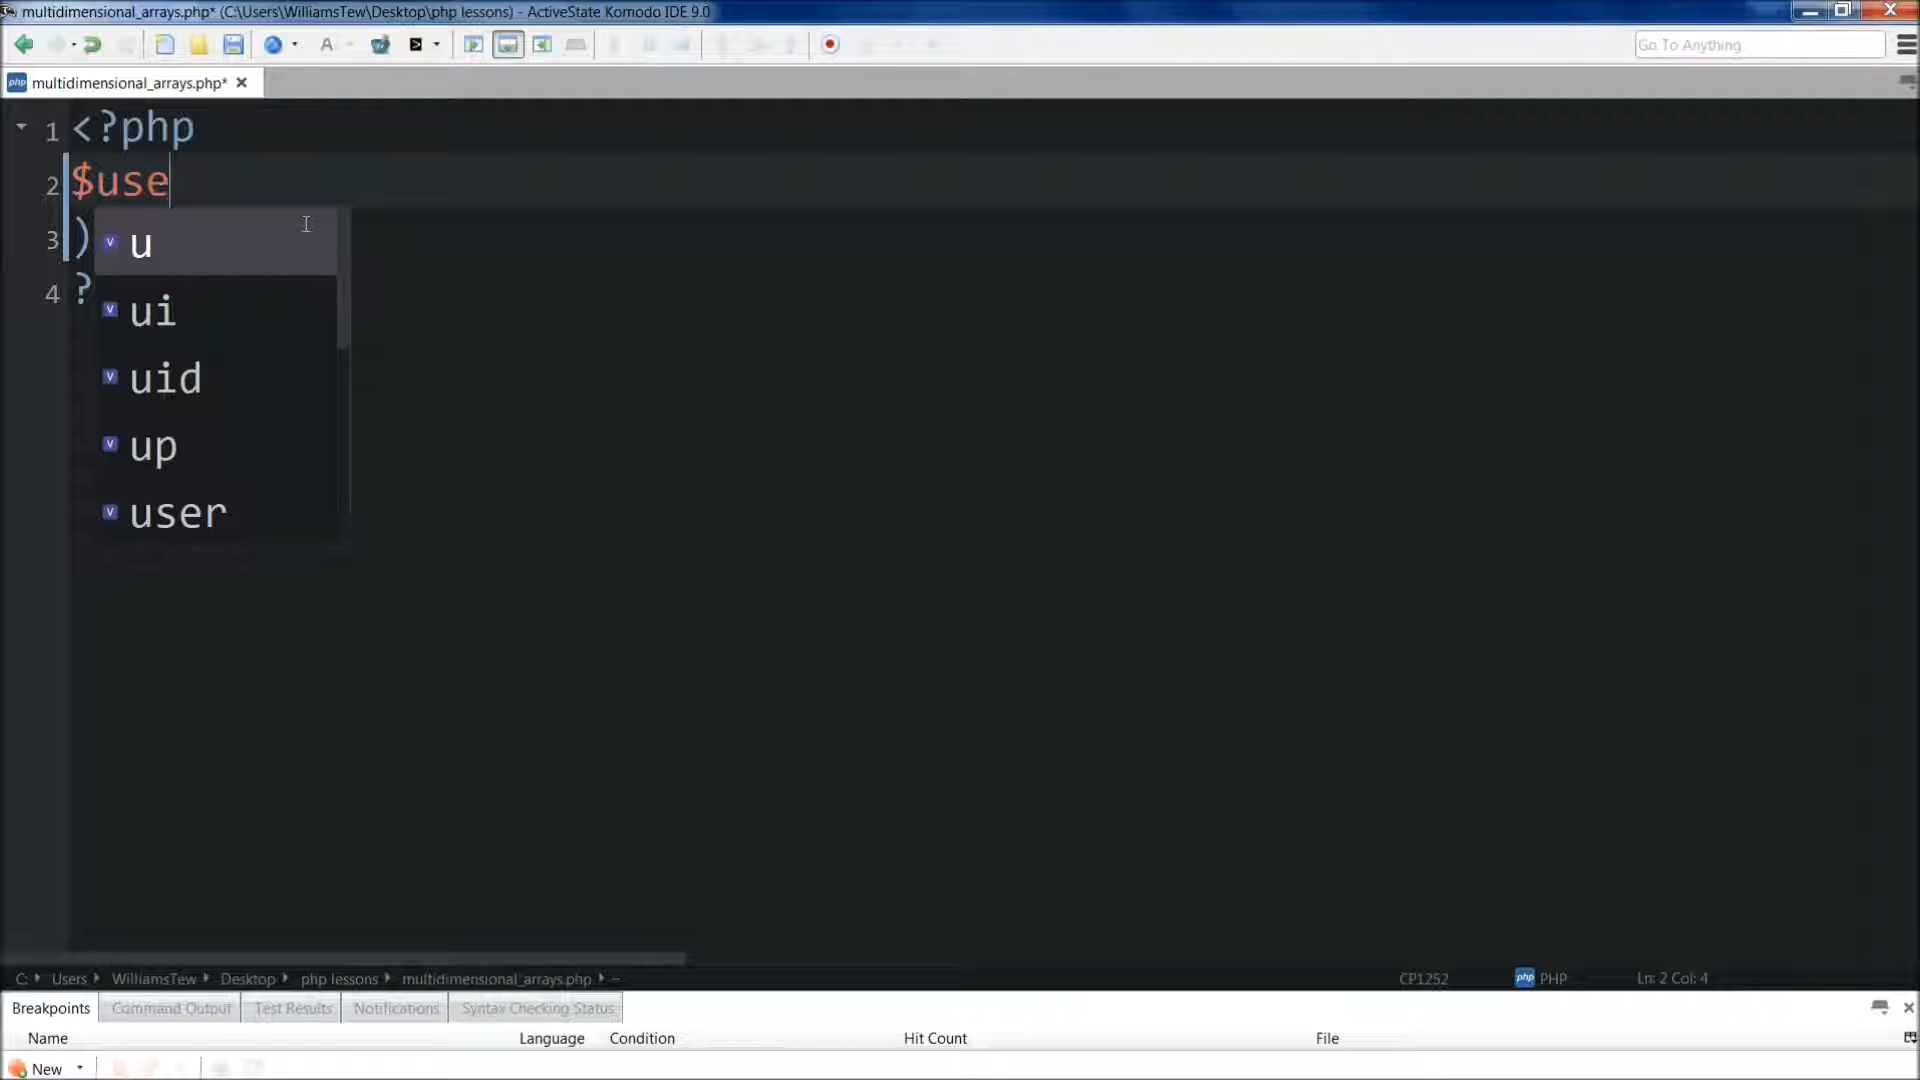 multidimensional_arrays.php* (C:\Users\WilliamsTew\Desktop\php lessons) - ActiveState Komodo IDE 9.0
Go To Anything
php multidimensional_arrays.php*
1 <?php
2 $use
3 )
4 ?
v u
v ui
v uid
v up
v user
C: Users WilliamsTew Desktop php lessons multidimensional_arrays.php
CP1252 php PHP Ln: 2 Col: 4
Breakpoints Command Output Test Results Notifications Syntax Checking Status
Name Language Condition Hit Count File
New